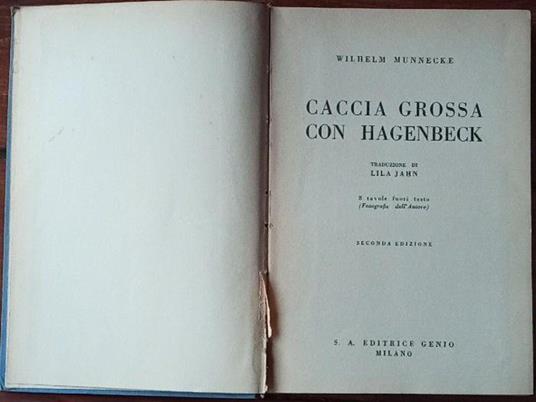 WILHELM MUNNECKE
CACCIA GROSSA
CON HAGENBECK
TRADUZIONE DI
LILA JAHN
8 tavole fuori testo
(Fotografie dell'Autore)
SECONDA EDIZIONE
S. A. EDITRICE GENIO
MILANO